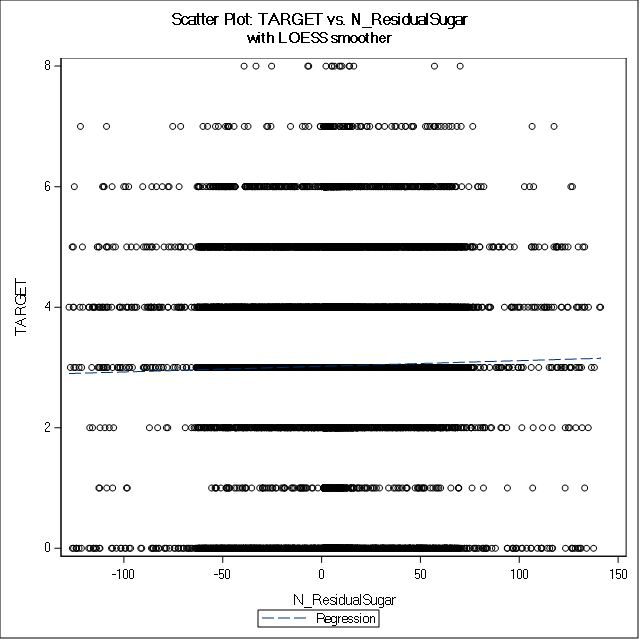 Scatter Plot: TARGET vs. N_ResidualSugar
with LOESS smoother
8
6
4
2
0
TARGET
-100 -50 0 50 100 150
N_ResidualSugar
Regression